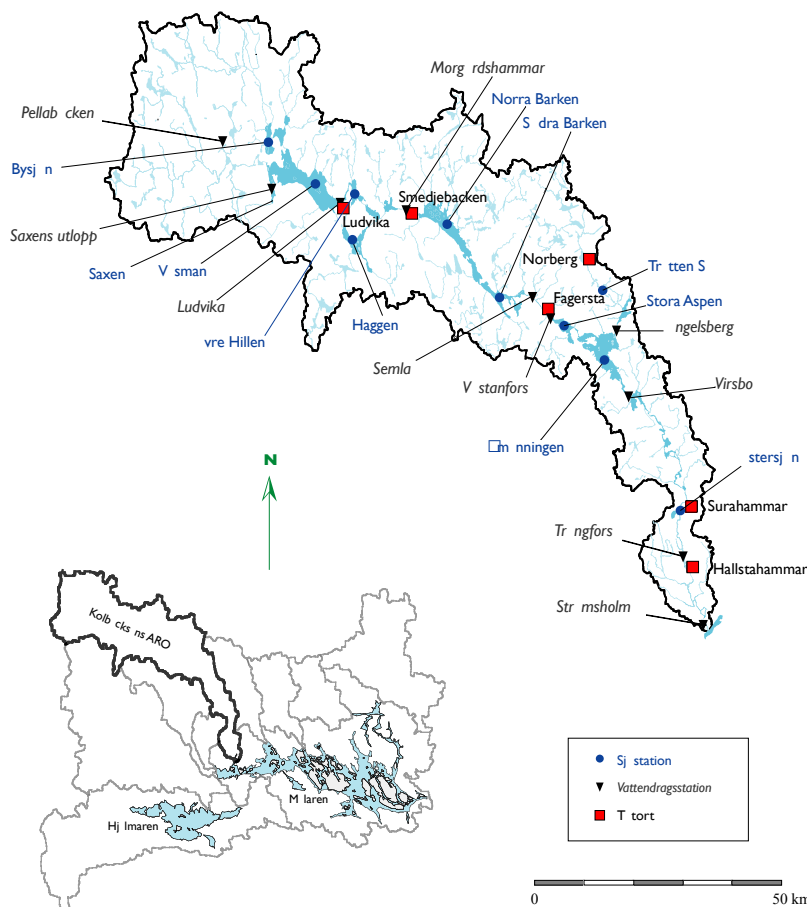 Morg rdshammar
Norra Barken
S dra Barken
Pellab cken
Bysj n
Smedjebacken
Ludvika
Saxens utlopp
Saxen
V sman
Ludvika
vre Hillen
Haggen
Norberg
Tr tten S
Fagersta
Stora Aspen
ngelsberg
Semla
V stanfors
Virsbo
m nningen
stersj n
N
Surahammar
Tr ngfors
Hallstahammar
Str msholm
Kolb cks ns ARO
M laren
Hj lmaren
Sj station
Vattendragsstation
T tort
0 50 km